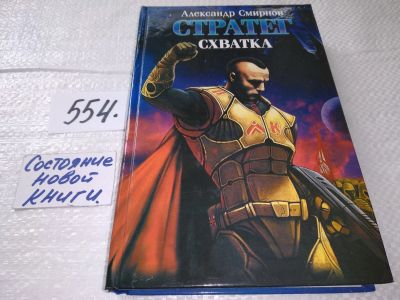 Александр Смирнов
СТРАТЕГ
СХВАТКА
554.
Состояние
новой
книги.